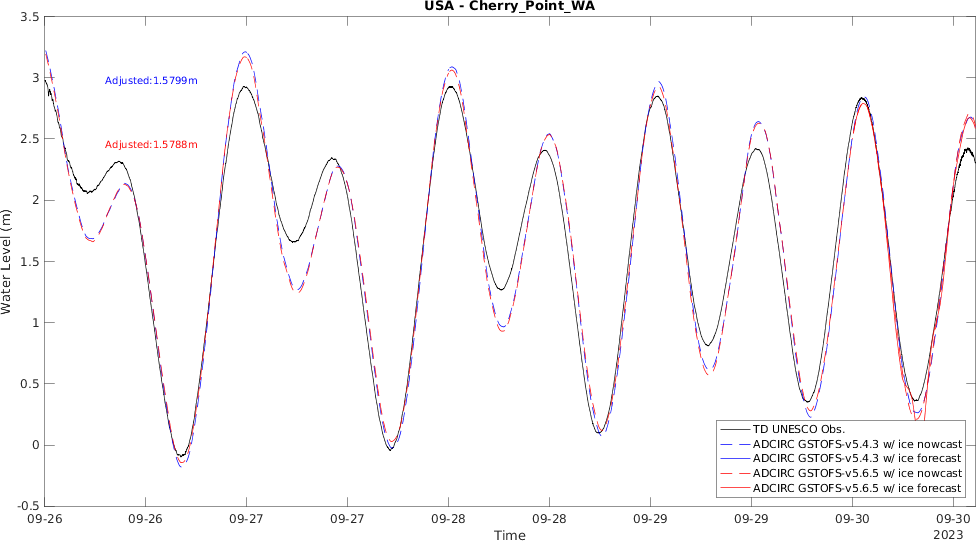 USA - Cherry_Point_WA
3.5
3
2.5
2
1.5
1
0.5
0
-0.5
Water Level (m)
Adjusted:1.5799m
Adjusted:1.5788m
TD UNESCO Obs.
ADCIRC GSTOFS-v5.4.3 w/ ice nowcast
ADCIRC GSTOFS-v5.4.3 w/ ice forecast
ADCIRC GSTOFS-v5.6.5 w/ ice nowcast
ADCIRC GSTOFS-v5.6.5 w/ ice forecast
09-26 09-26 09-27 09-27 09-28 09-28 09-29 09-29 09-30 09-30
Time
2023